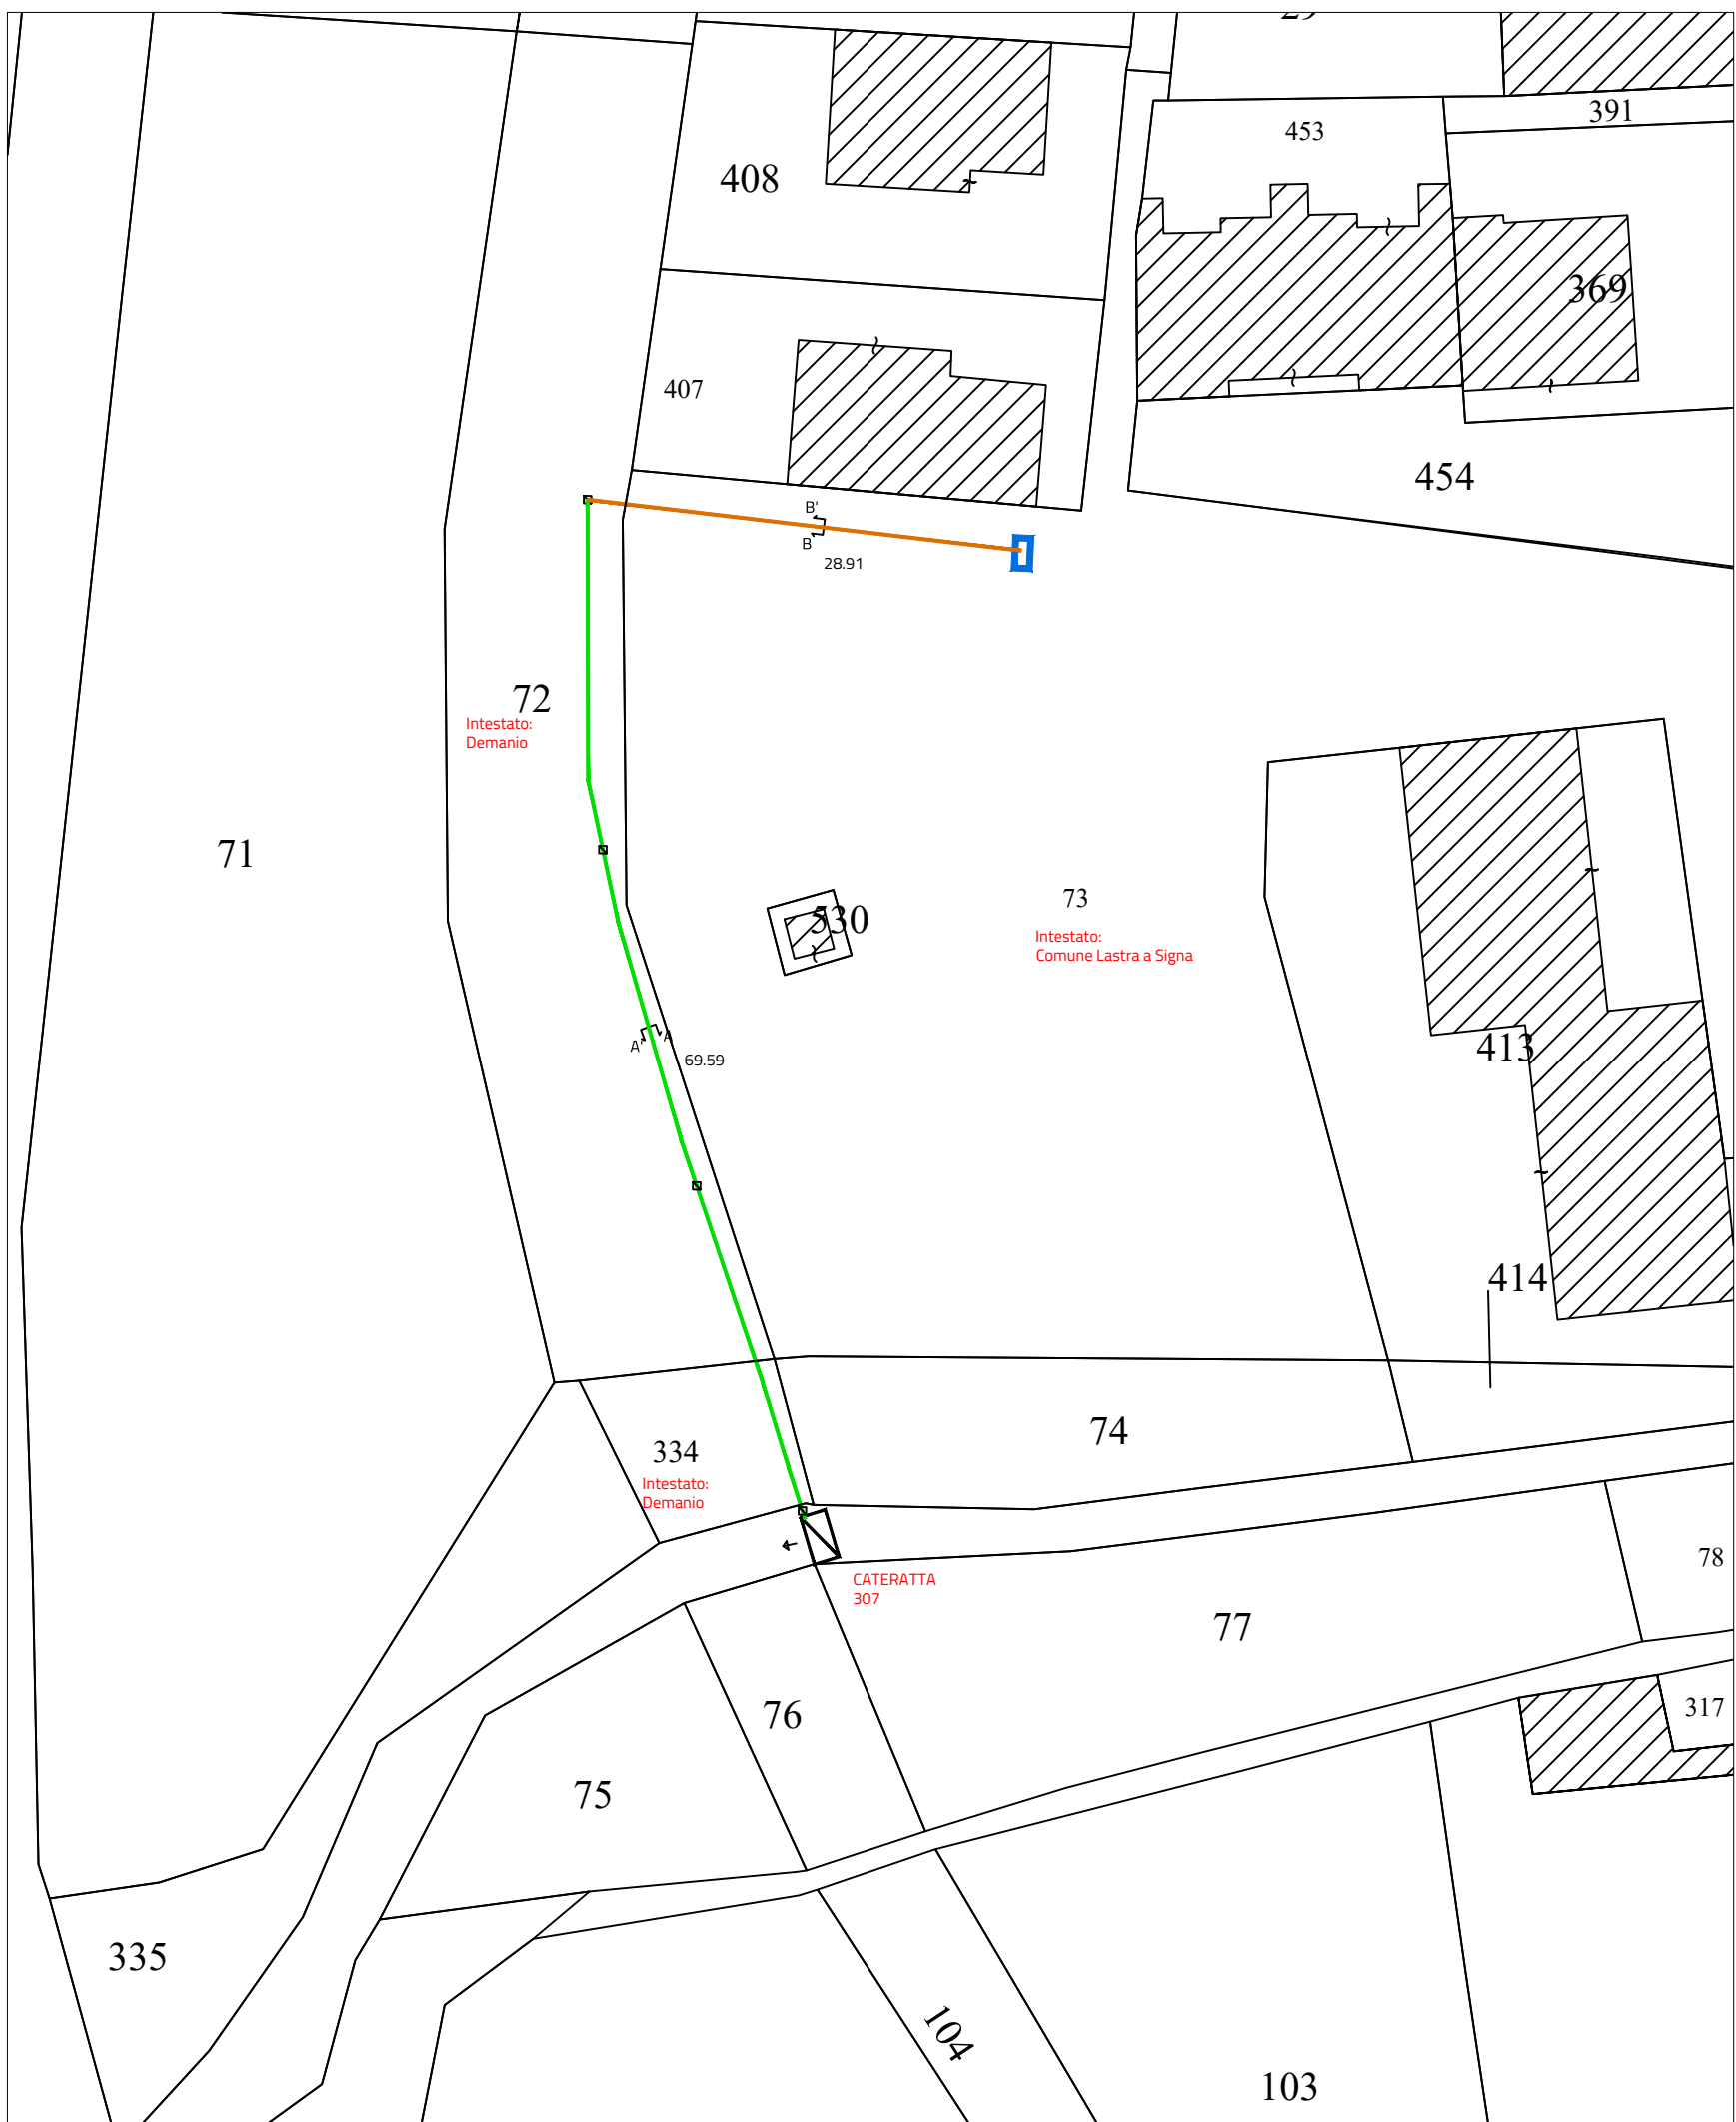 29
391
453
408
369
407
454
B'
B
28.91
72
Intestato:
Demanio
71
530
73
Intestato:
Comune Lastra a Signa
A'
A
69.59
413
414
74
334
Intestato:
Demanio
CATERATTA
307
78
77
76
317
75
335
104
103